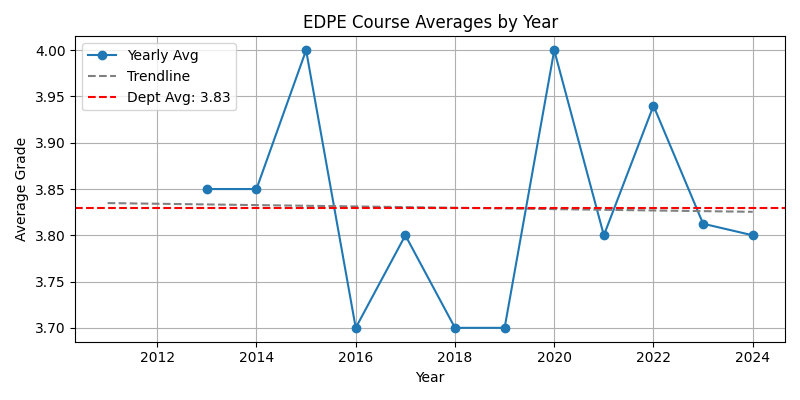 EDPE Course Averages by Year
Yearly Avg
Trendline
Dept Avg: 3.83
Average Grade
4.00
3.95
3.90
3.85
3.80
3.75
3.70
2012 2014 2016 2018 2020 2022 2024
Year